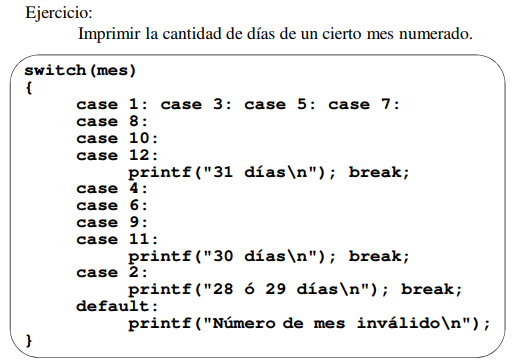 Ejercicio:
Imprimir la cantidad de días de un cierto mes numerado.
switch(mes)
{
case 1: case 3: case 5: case 7:
case 8:
case 10:
case 12:
printf("31 días\n"); break;
case 4:
case 6:
case 9:
case 11:
printf("30 días\n"); break;
case 2:
printf("28 ó 29 días\n"); break;
default:
printf("Número de mes inválido\n");
}